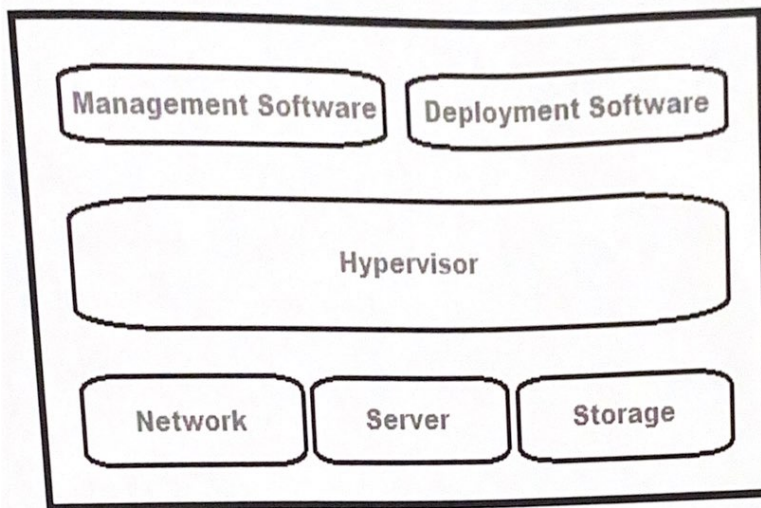 Management Software
Deployment Software
Hypervisor
Network
Server
Storage